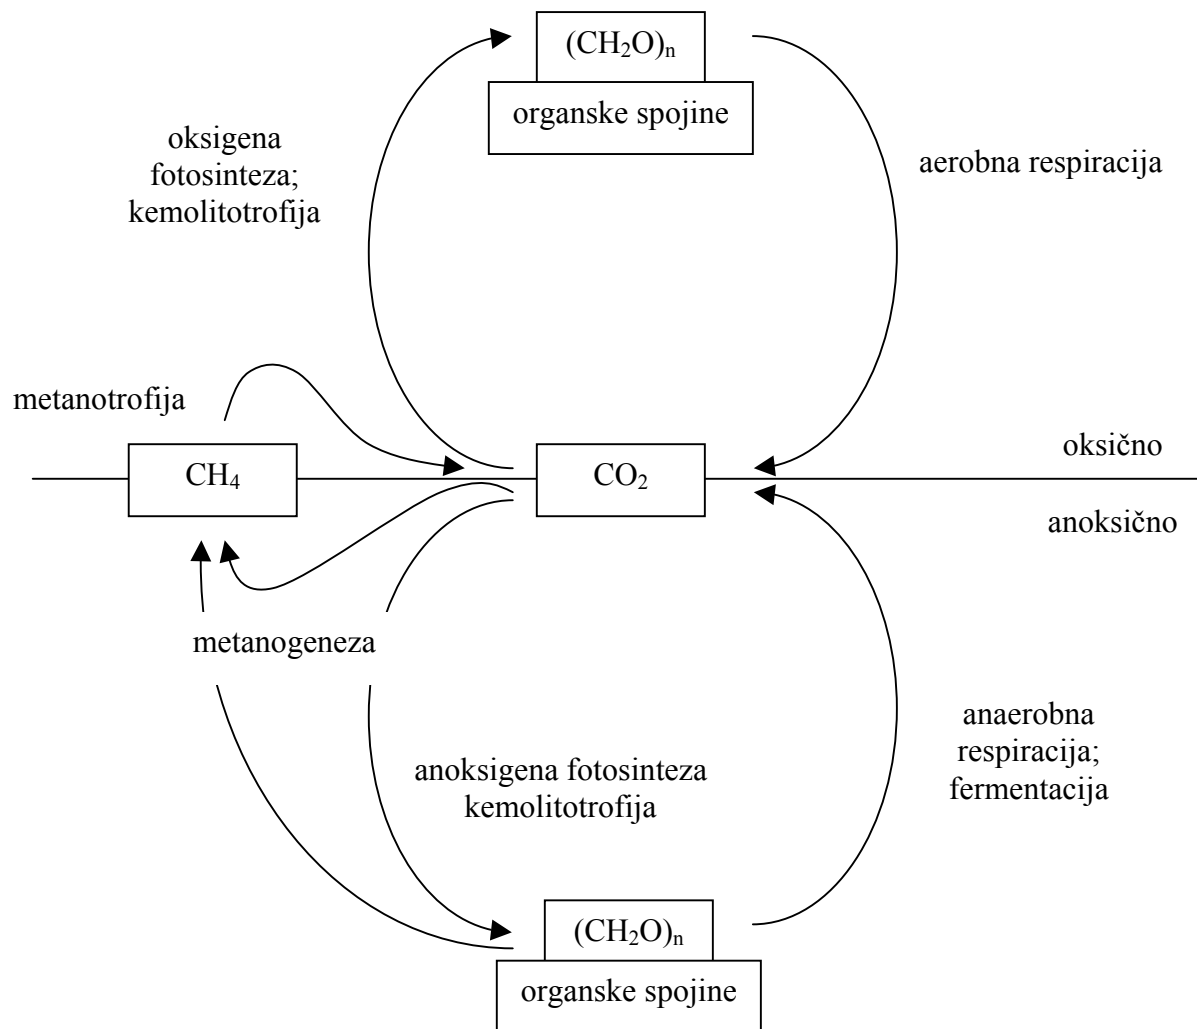 (CH₂O)ₙ
organske spojine
oksigena
fotosinteza;
kemolitotrofija
aerobna respiracija
metanotrofija
oksično
CH₄
CO₂
anoksično
metanogeneza
anoksigena fotosinteza
kemolitotrofija
anaerobna
respiracija;
fermentacija
(CH₂O)ₙ
organske spojine